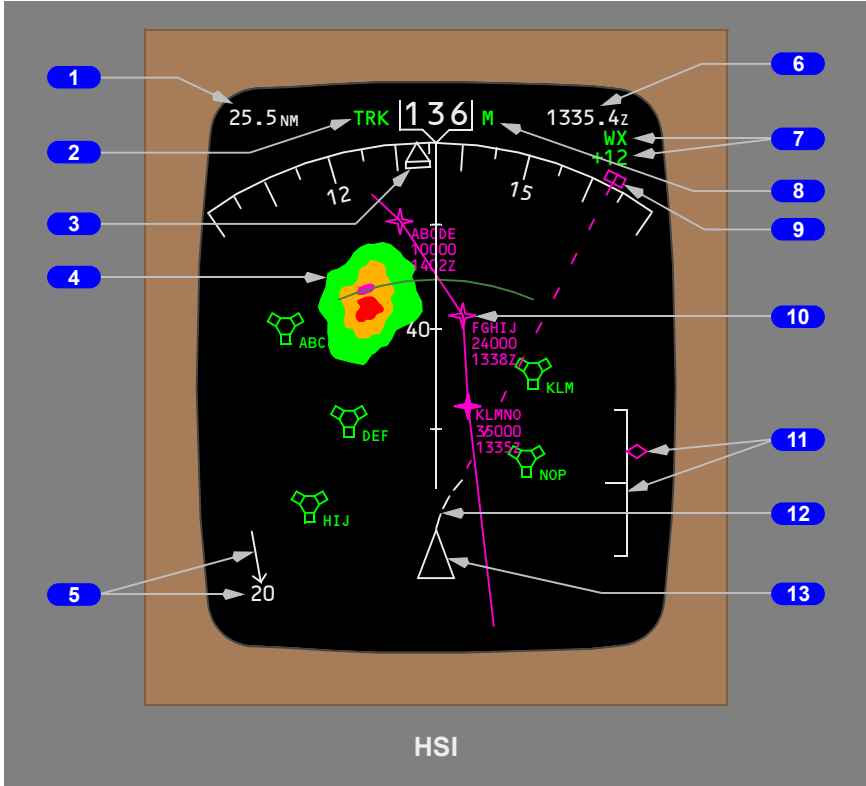 1
6
25.5 NM
TRK
136
M
1335.4Z
2
WX
7
+12
8
12
15
3
9
ABCDE
10000
1402Z
4
10
FGHIJ
24000
1338Z
40
ABC
KLM
KLMNO
35000
1335Z
DEF
11
NOP
HIJ
12
5
20
13
HSI